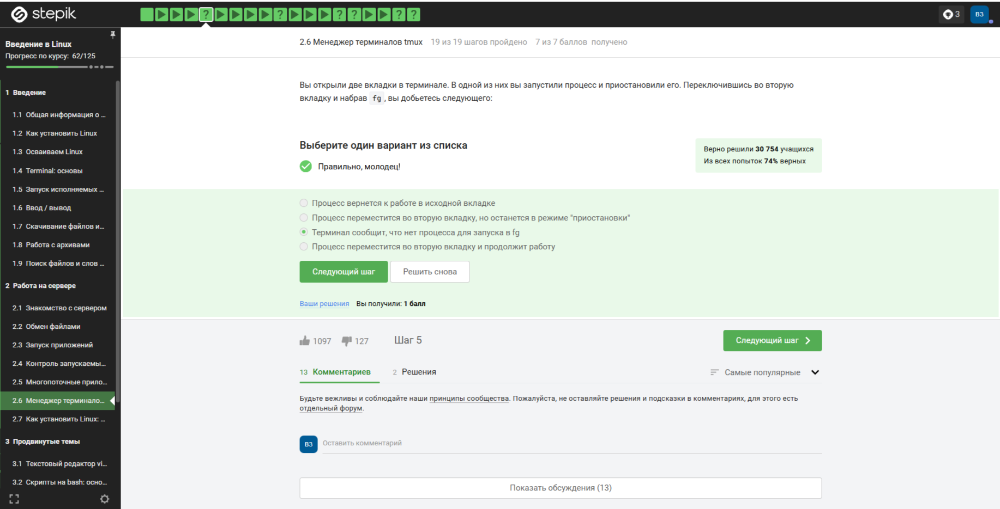 stepik
3
ВЗ
Введение в Linux
Прогресс по курсу: 62/125
1 Введение
1.1 Общая информация о ...
1.2 Как установить Linux
1.3 Осваиваем Linux
1.4 Terminal: основы
1.5 Запуск исполняемых ...
1.6 Ввод / вывод
1.7 Скачивание файлов и...
1.8 Работа с архивами
1.9 Поиск файлов и слов ...
2 Работа на сервере
2.1 Знакомство с сервером
2.2 Обмен файлами
2.3 Запуск приложений
2.4 Контроль запускаемы...
2.5 Многопоточные прило...
2.6 Менеджер терминало...
2.7 Как установить Linux: ...
3 Продвинутые темы
3.1 Текстовый редактор vi...
3.2 Скрипты на bash: осно...
2.6 Менеджер терминалов tmux 19 из 19 шагов пройдено 7 из 7 баллов получено
Вы открыли две вкладки в терминале. В одной из них вы запустили процесс и приостановили его. Переключившись во вторую
вкладку и набрав fg , вы добьетесь следующего:
Выберите один вариант из списка
Правильно, молодец!
Верно решили 30 754 учащихся
Из всех попыток 74% верных
Процесс вернется к работе в исходной вкладке
Процесс переместится во вторую вкладку, но останется в режиме "приостановки"
Терминал сообщит, что нет процесса для запуска в fg
Процесс переместится во вторую вкладку и продолжит работу
Следующий шаг Решить снова
Ваши решения Вы получили: 1 балл
1097 127 Шаг 5 Следующий шаг
13 Комментариев 2 Решения Самые популярные
Будьте вежливы и соблюдайте наши принципы сообщества. Пожалуйста, не оставляйте решения и подсказки в комментариях, для этого есть
отдельный форум.
ВЗ Оставить комментарий
Показать обсуждения (13)